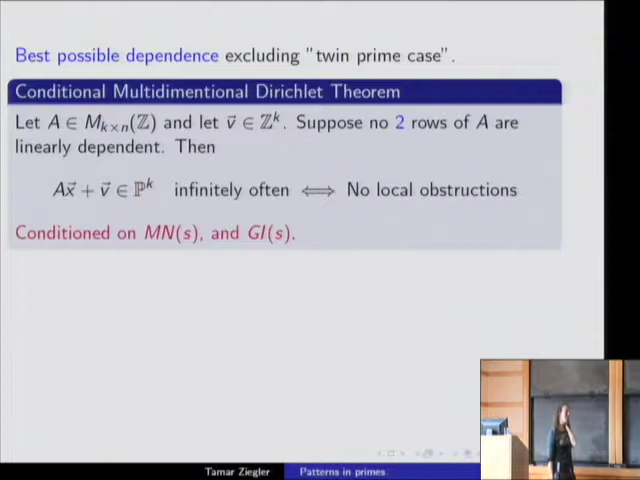 Best possible dependence excluding "twin prime case".
Conditional Multidimentional Dirichlet Theorem
Let A ∈ M_{k×n}(ℤ) and let v⃗ ∈ ℤ^k. Suppose no 2 rows of A are
linearly dependent. Then
Ax⃗ + v⃗ ∈ ℙ^k infinitely often ⟺ No local obstructions
Conditioned on MN(s), and GI(s).
Tamar Ziegler Patterns in primes